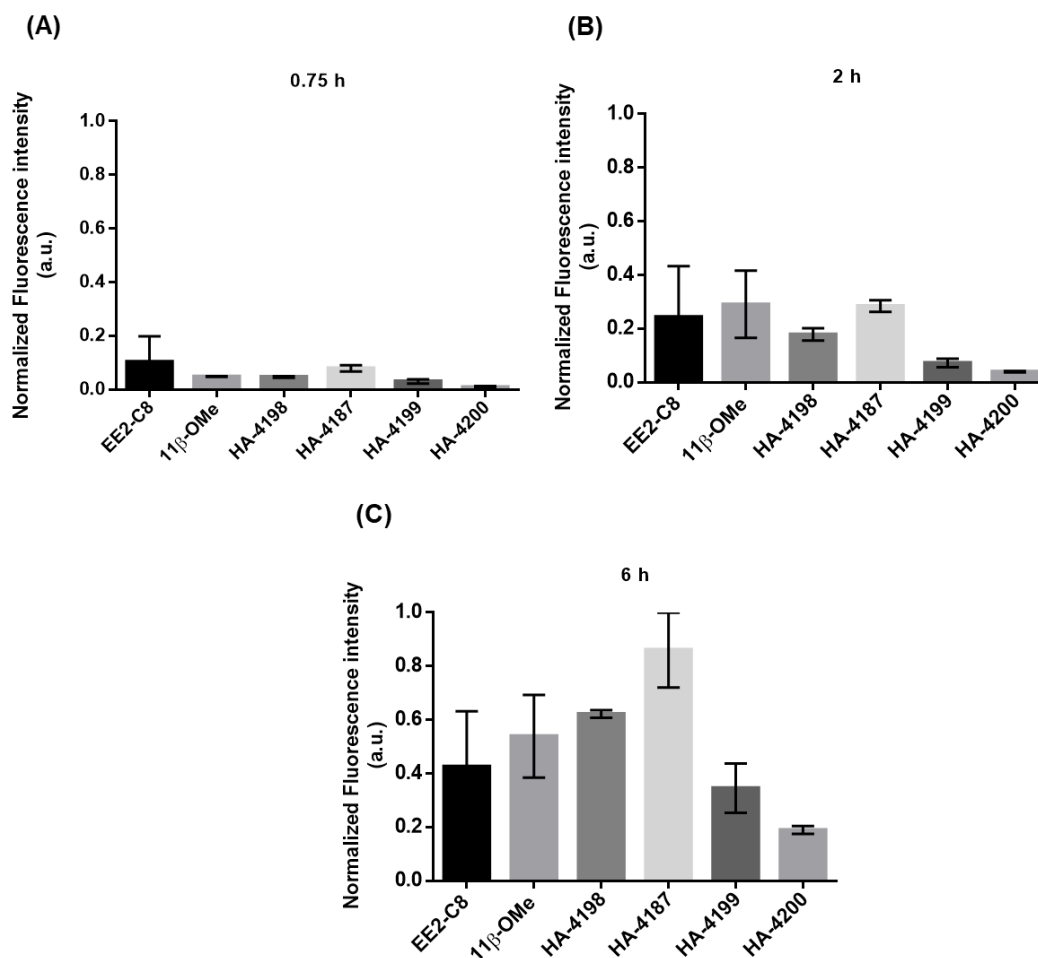 (A)
0.75 h
Normalized Fluorescence intensity
(a.u.)
1.0
0.8
0.6
0.4
0.2
0.0
EE2-C8
11β-OMe
HA-4198
HA-4187
HA-4199
HA-4200
(B)
2 h
Normalized Fluorescence intensity
(a.u.)
1.0
0.8
0.6
0.4
0.2
0.0
EE2-C8
11β-OMe
HA-4198
HA-4187
HA-4199
HA-4200
(C)
6 h
Normalized Fluorescence intensity
(a.u.)
1.0
0.8
0.6
0.4
0.2
0.0
EE2-C8
11β-OMe
HA-4198
HA-4187
HA-4199
HA-4200